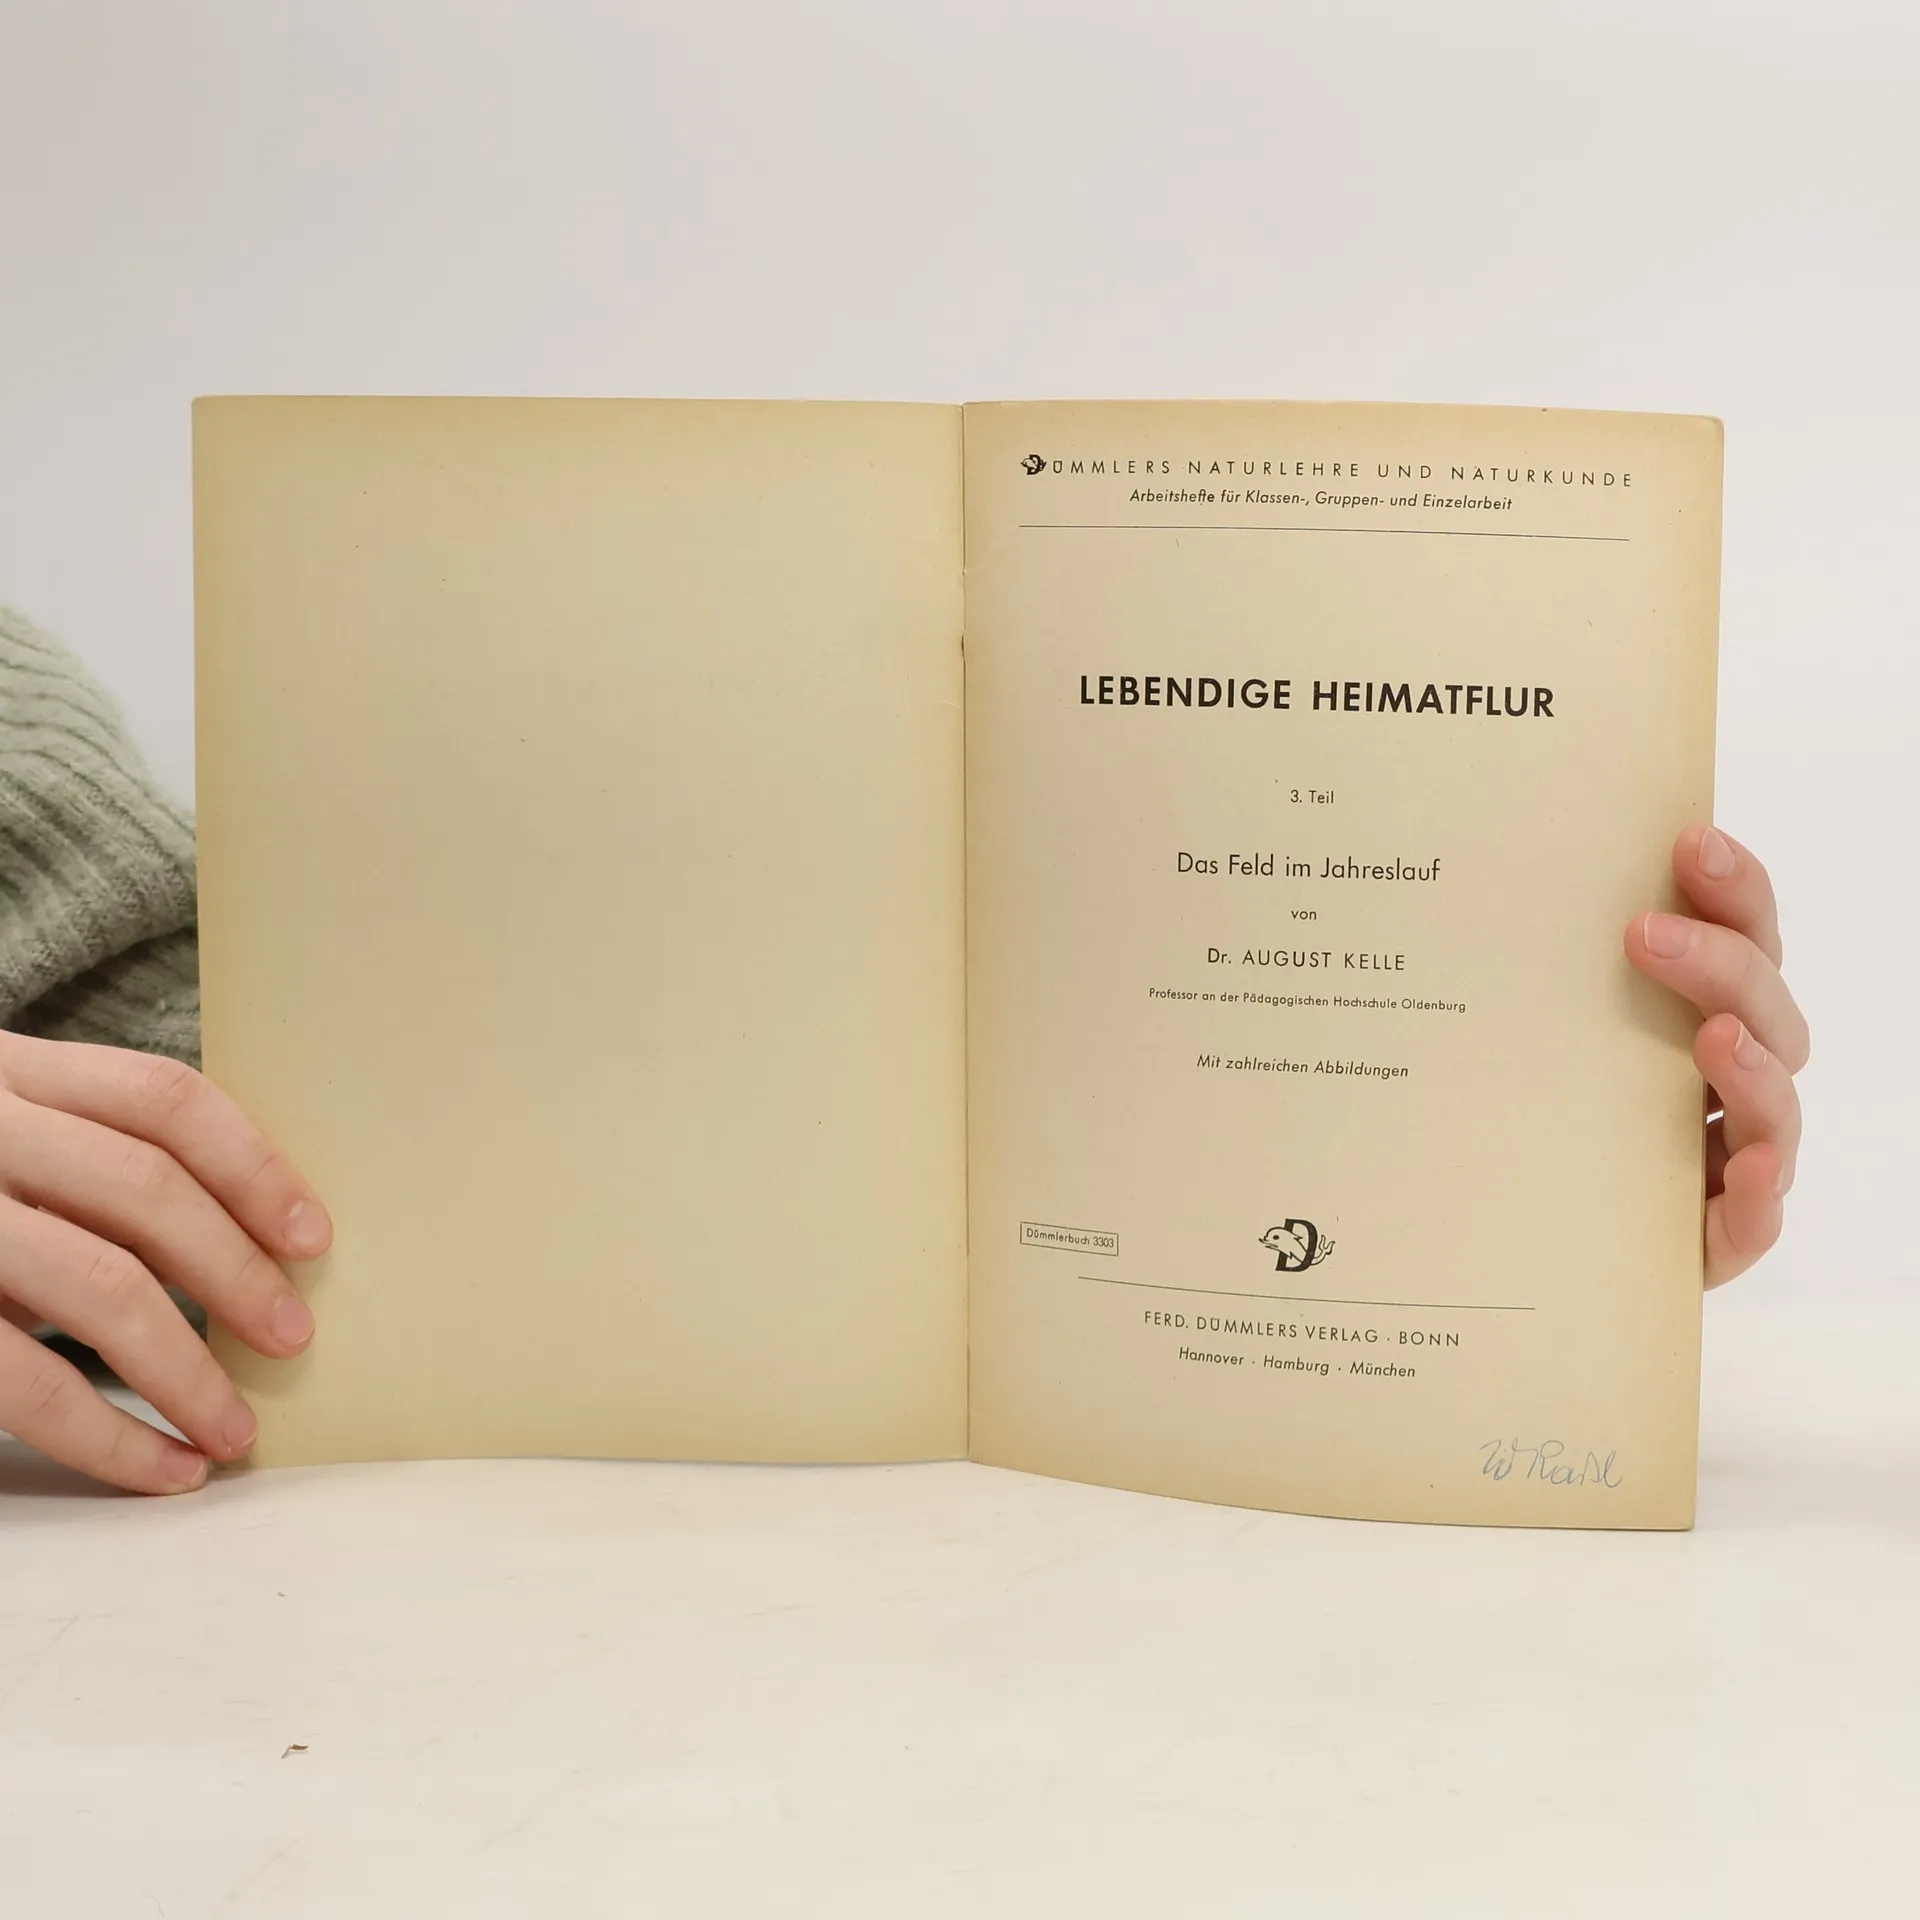 DÜMMLERS NATURLEHRE UND NATURKUNDE
Arbeitshefte für Klassen-, Gruppen- und Einzelarbeit
LEBENDIGE HEIMATFLUR
3. Teil
Das Feld im Jahreslauf
von
Dr. AUGUST KELLE
Professor an der Pädagogischen Hochschule Oldenburg
Mit zahlreichen Abbildungen
Dümmlerbuch 3303
D
FERD. DÜMMLERS VERLAG · BONN
Hannover · Hamburg · München